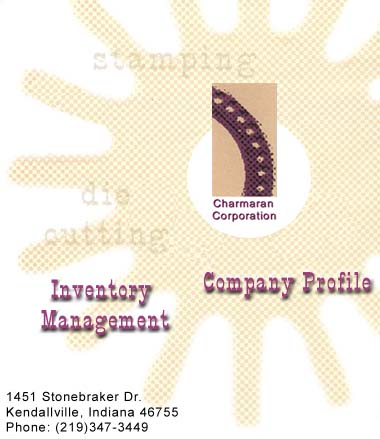 stamping
Charmaran
Corporation
die
cutting
Company Profile
Inventory
Management
1451 Stonebraker Dr.
Kendallville, Indiana 46755
Phone: (219)347-3449